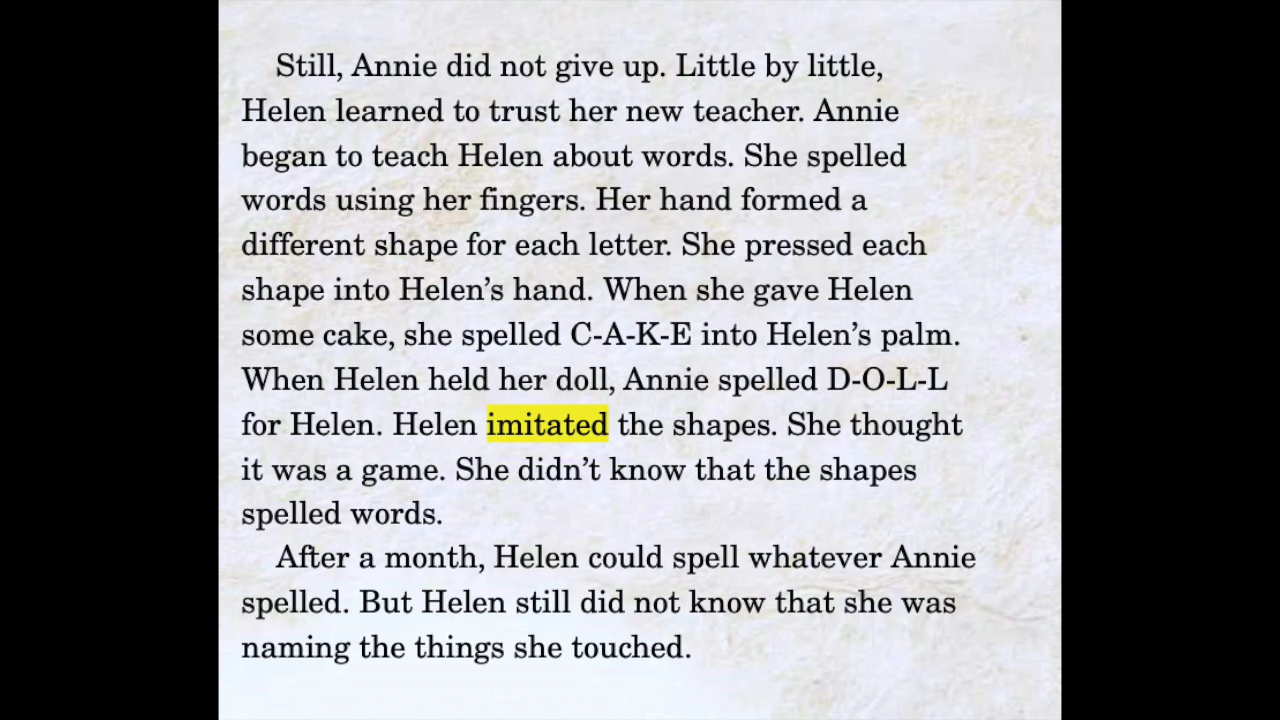 Still, Annie did not give up. Little by little,
Helen learned to trust her new teacher. Annie
began to teach Helen about words. She spelled
words using her fingers. Her hand formed a
different shape for each letter. She pressed each
shape into Helen’s hand. When she gave Helen
some cake, she spelled C-A-K-E into Helen’s palm.
When Helen held her doll, Annie spelled D-O-L-L
for Helen. Helen imitated the shapes. She thought
it was a game. She didn’t know that the shapes
spelled words.
After a month, Helen could spell whatever Annie
spelled. But Helen still did not know that she was
naming the things she touched.